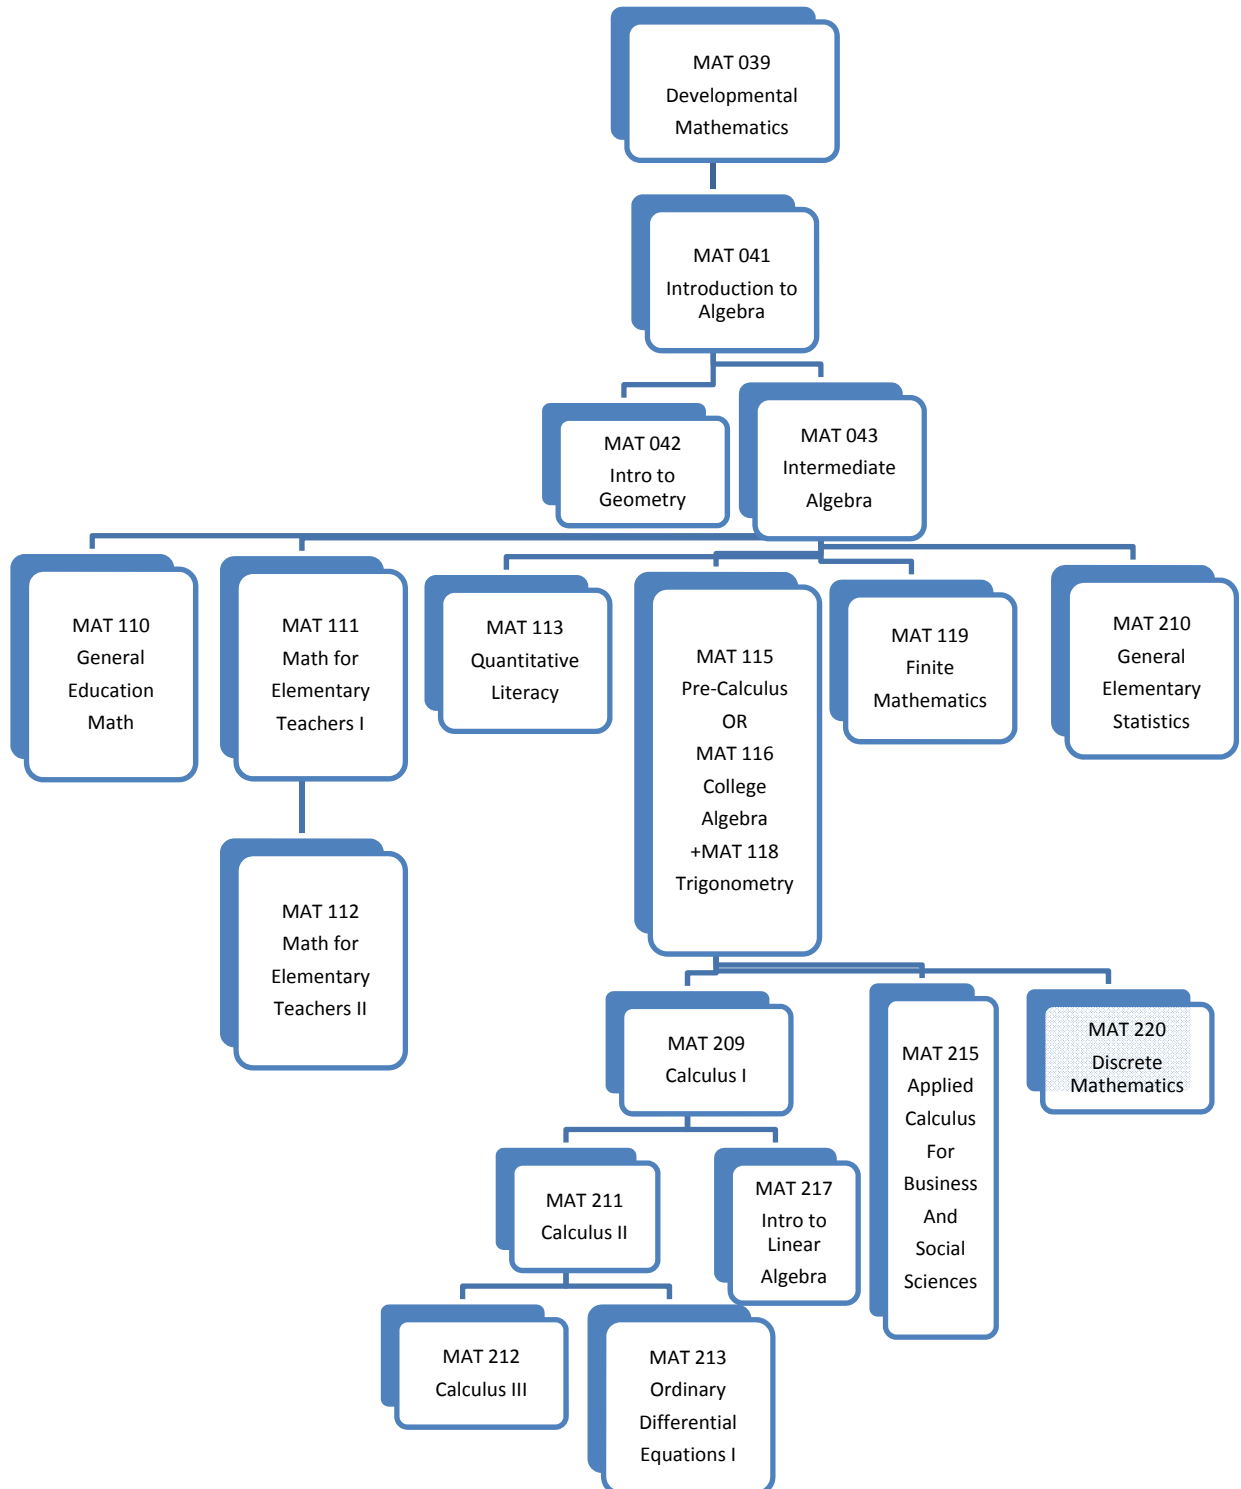 MAT 039
Developmental
Mathematics
MAT 041
Introduction to
Algebra
MAT 042
Intro to
Geometry
MAT 043
Intermediate
Algebra
MAT 110
General
Education
Math
MAT 111
Math for
Elementary
Teachers I
MAT 113
Quantitative
Literacy
MAT 115
Pre-Calculus
OR
MAT 116
College
Algebra
+MAT 118
Trigonometry
MAT 119
Finite
Mathematics
MAT 210
General
Elementary
Statistics
MAT 112
Math for
Elementary
Teachers II
MAT 209
Calculus I
MAT 215
Applied
Calculus
For
Business
And
Social
Sciences
MAT 220
Discrete
Mathematics
MAT 211
Calculus II
MAT 217
Intro to
Linear
Algebra
MAT 212
Calculus III
MAT 213
Ordinary
Differential
Equations I